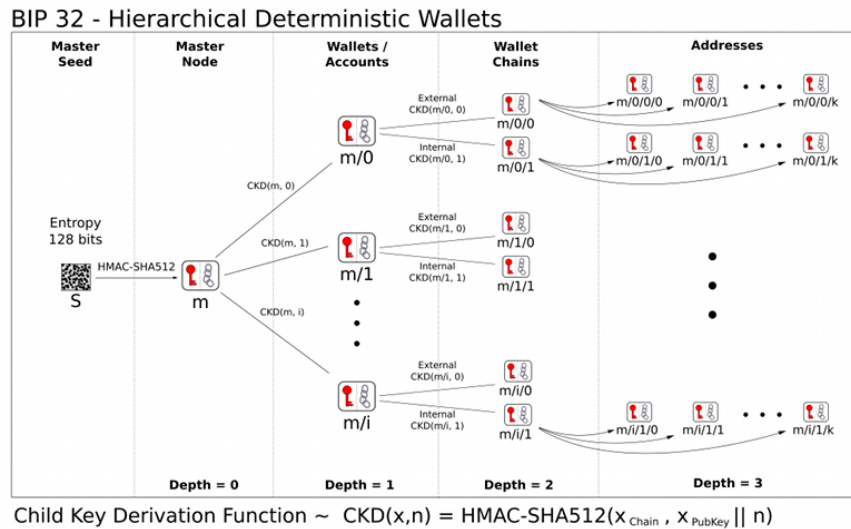 BIP 32 - Hierarchical Deterministic Wallets
Master
Seed
Master
Node
Wallets /
Accounts
Wallet
Chains
Addresses
Entropy
128 bits
S
HMAC-SHA512
m
CKD(m, 0)
CKD(m, 1)
CKD(m, i)
m/0
m/1
m/i
External
CKD(m/0, 0)
Internal
CKD(m/0, 1)
External
CKD(m/1, 0)
Internal
CKD(m/1, 1)
External
CKD(m/i, 0)
Internal
CKD(m/i, 1)
m/0/0
m/0/1
m/1/0
m/1/1
m/i/0
m/i/1
m/0/0/0 m/0/0/1 m/0/0/k
m/0/1/0 m/0/1/1 m/0/1/k
m/i/1/0 m/i/1/1 m/i/1/k
Depth = 0 Depth = 1 Depth = 2 Depth = 3
Child Key Derivation Function ~ CKD(x,n) = HMAC-SHA512(x Chain , x PubKey || n)